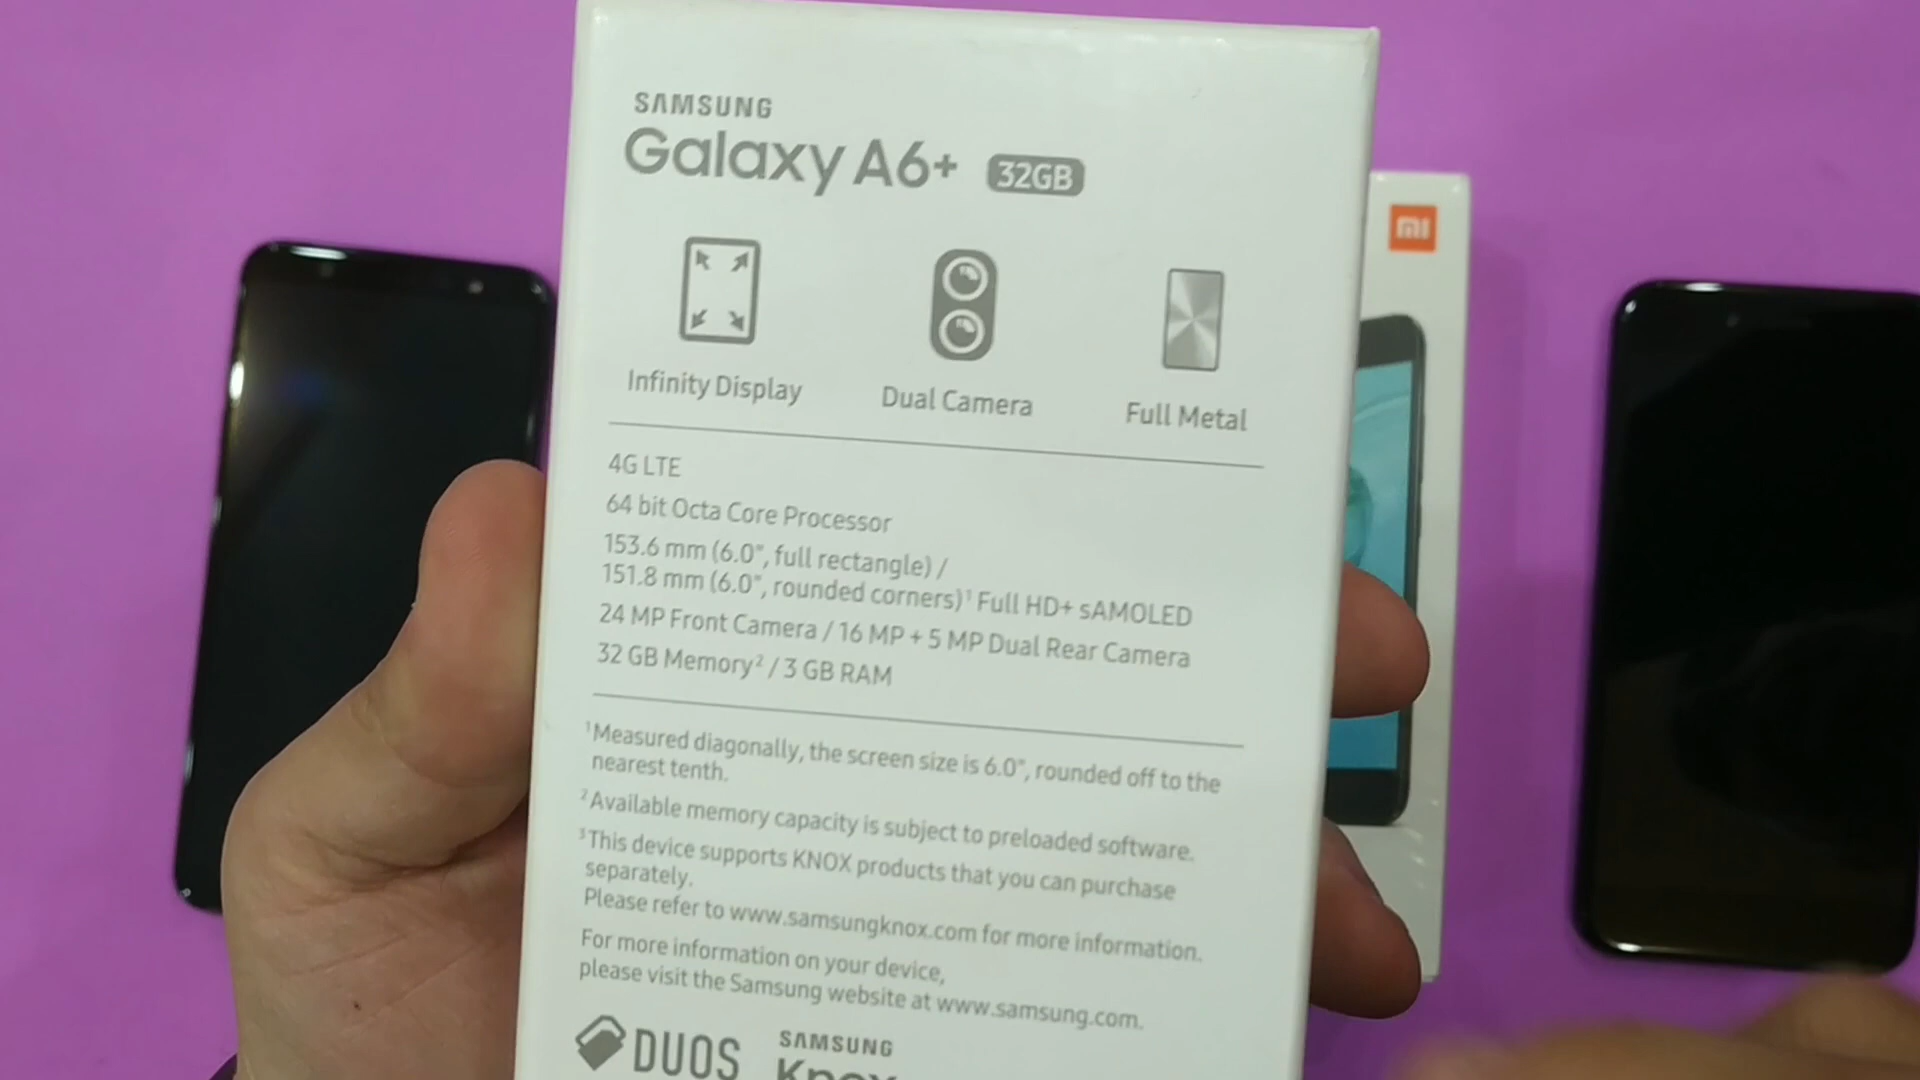 SAMSUNG
Galaxy A6+ 32GB
Infinity Display
Dual Camera
Full Metal
4G LTE
64 bit Octa Core Processor
153.6 mm (6.0", full rectangle) /
151.8 mm (6.0", rounded corners)¹ Full HD+ sAMOLED
24 MP Front Camera / 16 MP + 5 MP Dual Rear Camera
32 GB Memory² / 3 GB RAM
¹Measured diagonally, the screen size is 6.0", rounded off to the
nearest tenth.
²Available memory capacity is subject to preloaded software.
³This device supports KNOX products that you can purchase
separately.
Please refer to www.samsungknox.com for more information.
For more information on your device,
please visit the Samsung website at www.samsung.com.
DUOS
SAMSUNG
Knox
mi